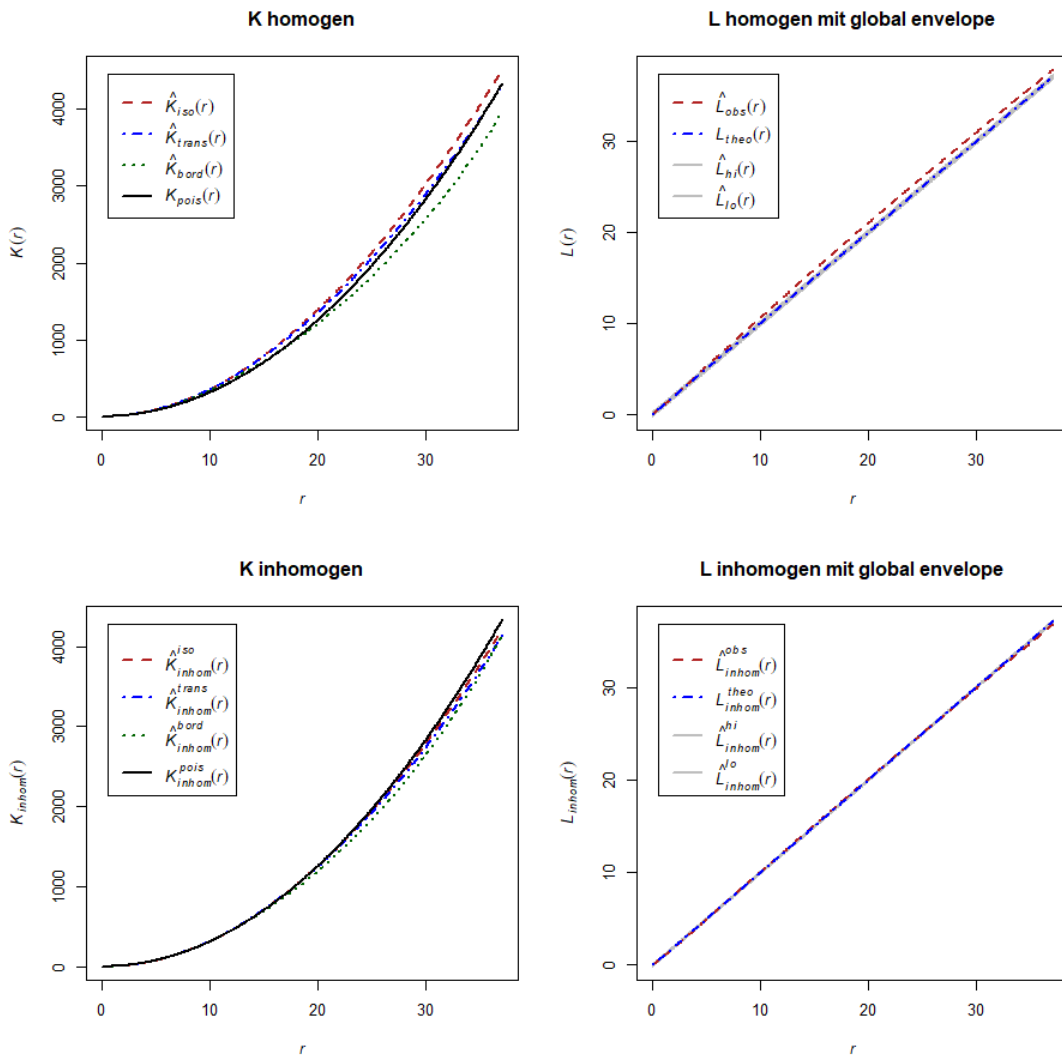 K homogen
K̂iso(r)
K̂trans(r)
K̂bord(r)
Kpois(r)
K(r)
0 1000 2000 3000 4000
0 10 20 30
r
L homogen mit global envelope
L̂obs(r)
Ltheo(r)
L̂hi(r)
L̂lo(r)
L(r)
0 10 20 30
0 10 20 30
r
K inhomogen
K̂inhom iso(r)
K̂inhom trans(r)
K̂inhom bord(r)
Kinhom pois(r)
Kinhom(r)
0 1000 2000 3000 4000
0 10 20 30
r
L inhomogen mit global envelope
L̂inhom obs(r)
Linhom theo(r)
L̂inhom hi(r)
L̂inhom lo(r)
Linhom(r)
0 10 20 30
0 10 20 30
r